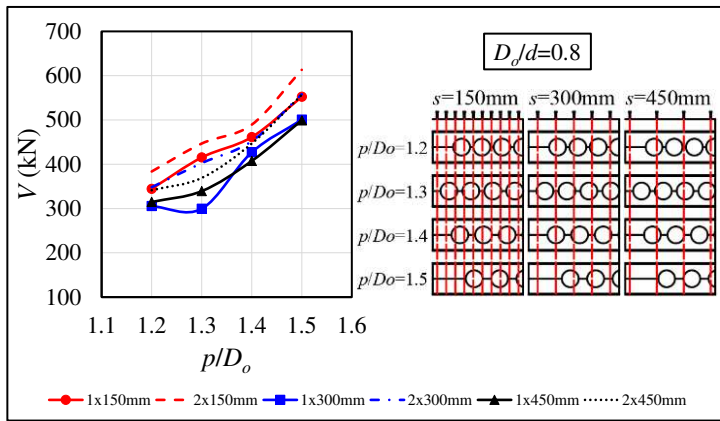 700
600
500
400
300
200
100
V (kN)
1.1 1.2 1.3 1.4 1.5 1.6
p/Do
Do/d=0.8
s=150mm s=300mm s=450mm
p/Do=1.2
p/Do=1.3
p/Do=1.4
p/Do=1.5
1x150mm 2x150mm 1x300mm 2x300mm 1x450mm 2x450mm